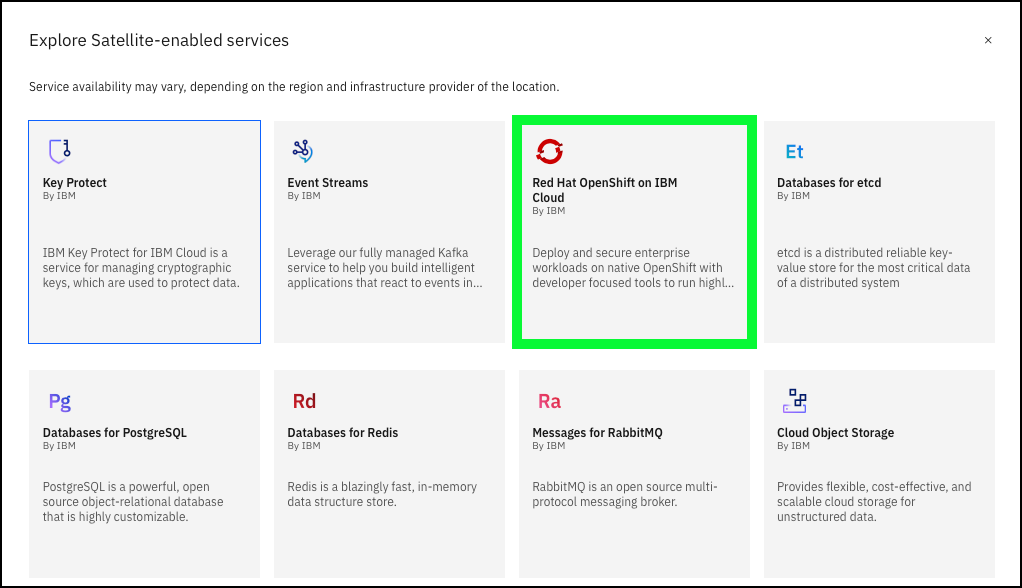 Explore Satellite-enabled services
×
Service availability may vary, depending on the region and infrastructure provider of the location.
Key Protect
By IBM
IBM Key Protect for IBM Cloud is a
service for managing cryptographic
keys, which are used to protect data.
Event Streams
By IBM
Leverage our fully managed Kafka
service to help you build intelligent
applications that react to events in...
Red Hat OpenShift on IBM
Cloud
By IBM
Deploy and secure enterprise
workloads on native OpenShift with
developer focused tools to run highl...
Et
Databases for etcd
By IBM
etcd is a distributed reliable key-
value store for the most critical data
of a distributed system
Pg
Databases for PostgreSQL
By IBM
PostgreSQL is a powerful, open
source object-relational database
that is highly customizable.
Rd
Databases for Redis
By IBM
Redis is a blazingly fast, in-memory
data structure store.
Ra
Messages for RabbitMQ
By IBM
RabbitMQ is an open source multi-
protocol messaging broker.
Cloud Object Storage
By IBM
Provides flexible, cost-effective, and
scalable cloud storage for
unstructured data.